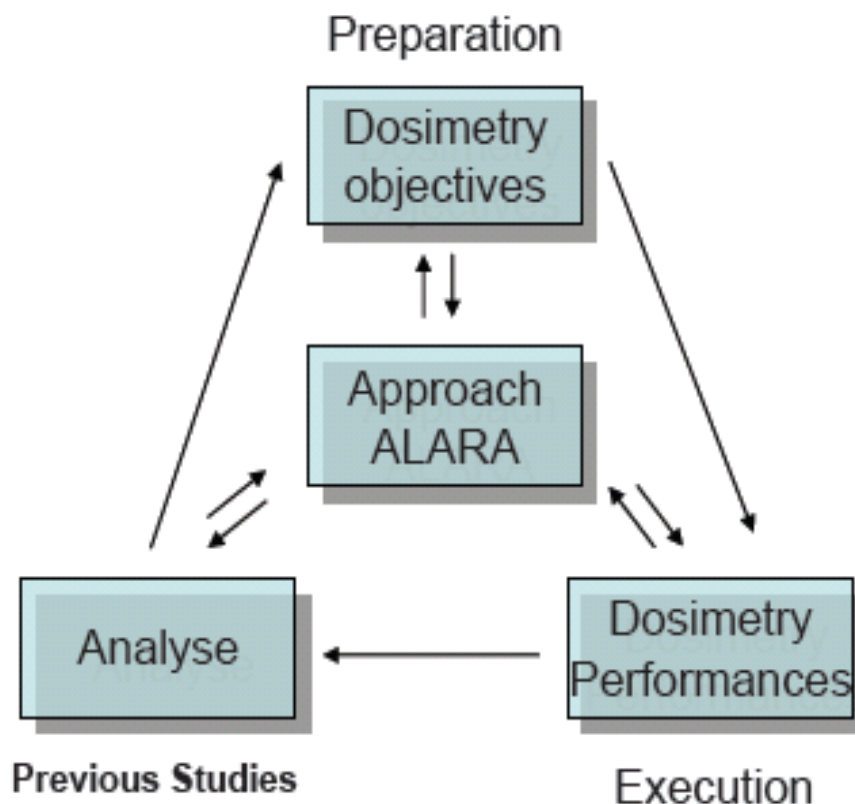 Preparation
Dosimetry
objectives
Approach
ALARA
Analyse
Dosimetry
Performances
Previous Studies
Execution